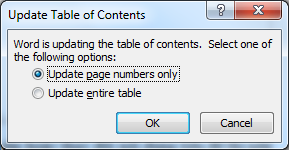 Update Table of Contents
Word is updating the table of contents. Select one of
the following options:
Update page numbers only
Update entire table
OK
Cancel